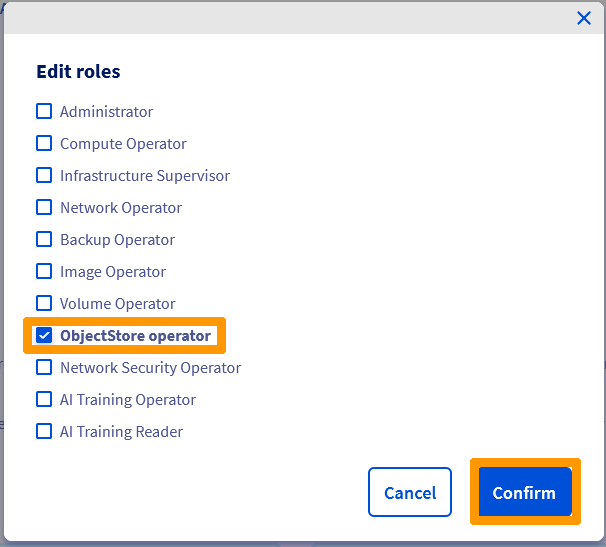 Edit roles
Administrator
Compute Operator
Infrastructure Supervisor
Network Operator
Backup Operator
Image Operator
Volume Operator
ObjectStore operator
Network Security Operator
AI Training Operator
AI Training Reader
Cancel Confirm